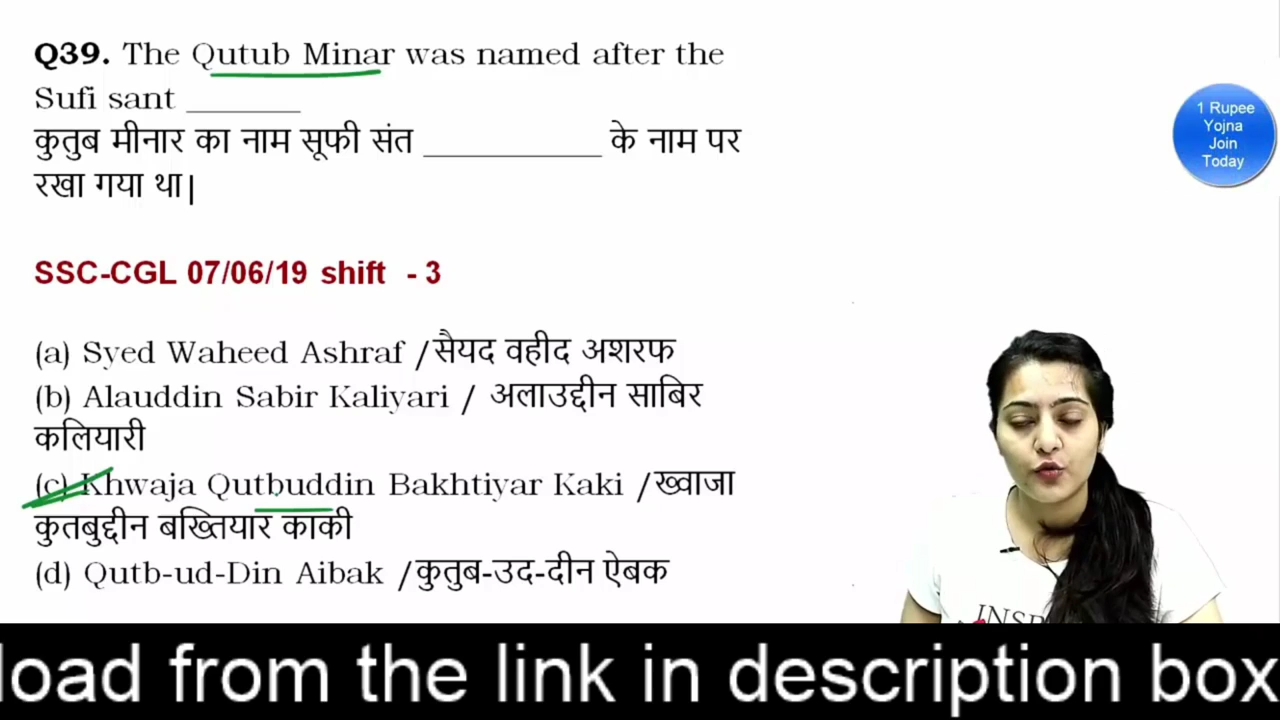 Q39. The Qutub Minar was named after the
Sufi sant ________
कुतुब मीनार का नाम सूफी संत ____________ के नाम पर
रखा गया था|
1 Rupee
Yojna
Join
Today
SSC-CGL 07/06/19 shift - 3
(a) Syed Waheed Ashraf /सैयद वहीद अशरफ
(b) Alauddin Sabir Kaliyari / अलाउद्दीन साबिर
कलियारी
(c) Khwaja Qutbuddin Bakhtiyar Kaki /ख्वाजा
कुतबुद्दीन बख्तियार काकी
(d) Qutb-ud-Din Aibak /कुतुब-उद-दीन ऐबक
load from the link in description box